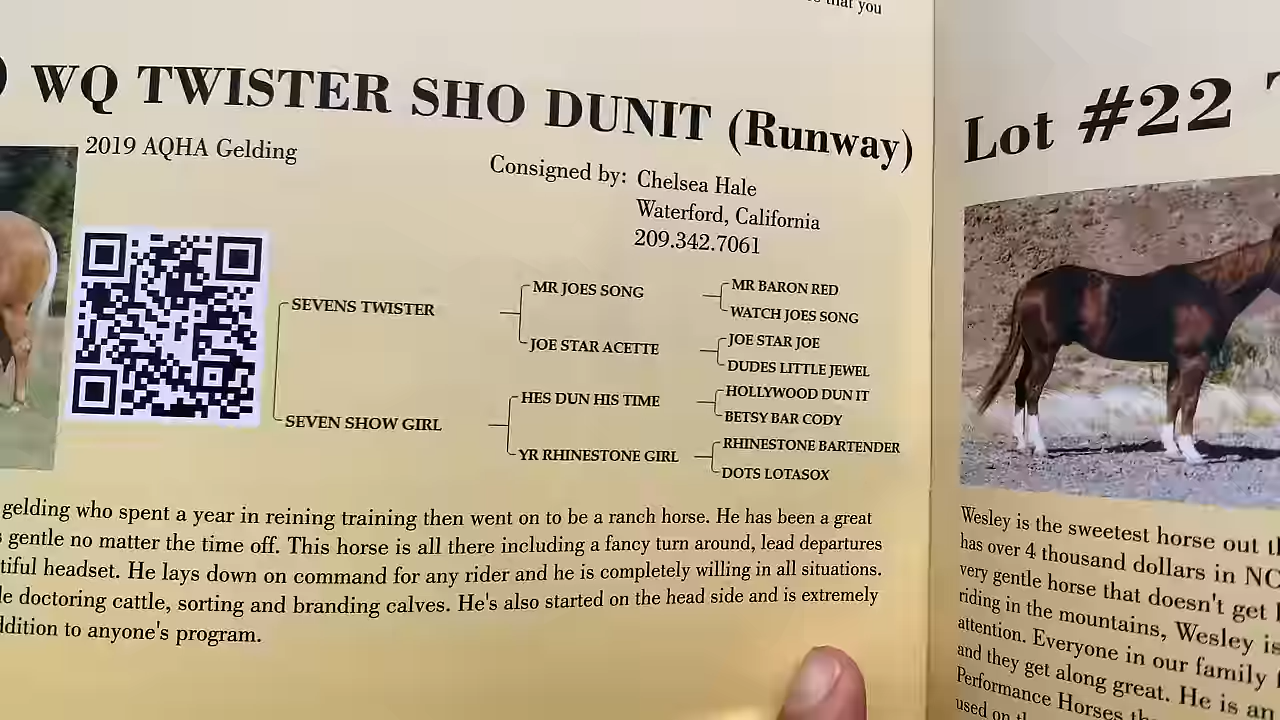 that you
WQ TWISTER SHO DUNIT (Runway)
2019 AQHA Gelding
Consigned by: Chelsea Hale
Waterford, California
209.342.7061
SEVENS TWISTER
MR JOES SONG
MR BARON RED
WATCH JOES SONG
JOE STAR ACETTE
JOE STAR JOE
DUDES LITTLE JEWEL
SEVEN SHOW GIRL
HES DUN HIS TIME
HOLLYWOOD DUN IT
BETSY BAR CODY
YR RHINESTONE GIRL
RHINESTONE BARTENDER
DOTS LOTASOX
gelding who spent a year in reining training then went on to be a ranch horse. He has been a great
gentle no matter the time off. This horse is all there including a fancy turn around, lead departures
headset. He lays down on command for any rider and he is completely willing in all situations.
doctoring cattle, sorting and branding calves. He's also started on the head side and is extremely
to anyone's program.
Lot #22
Wesley is the sweetest horse out
has over 4 thousand dollars in
very gentle horse that doesn't get
riding in the mountains, Wesley is
attention. Everyone in our family
and they get along great. He is an
Performance Horses
used on